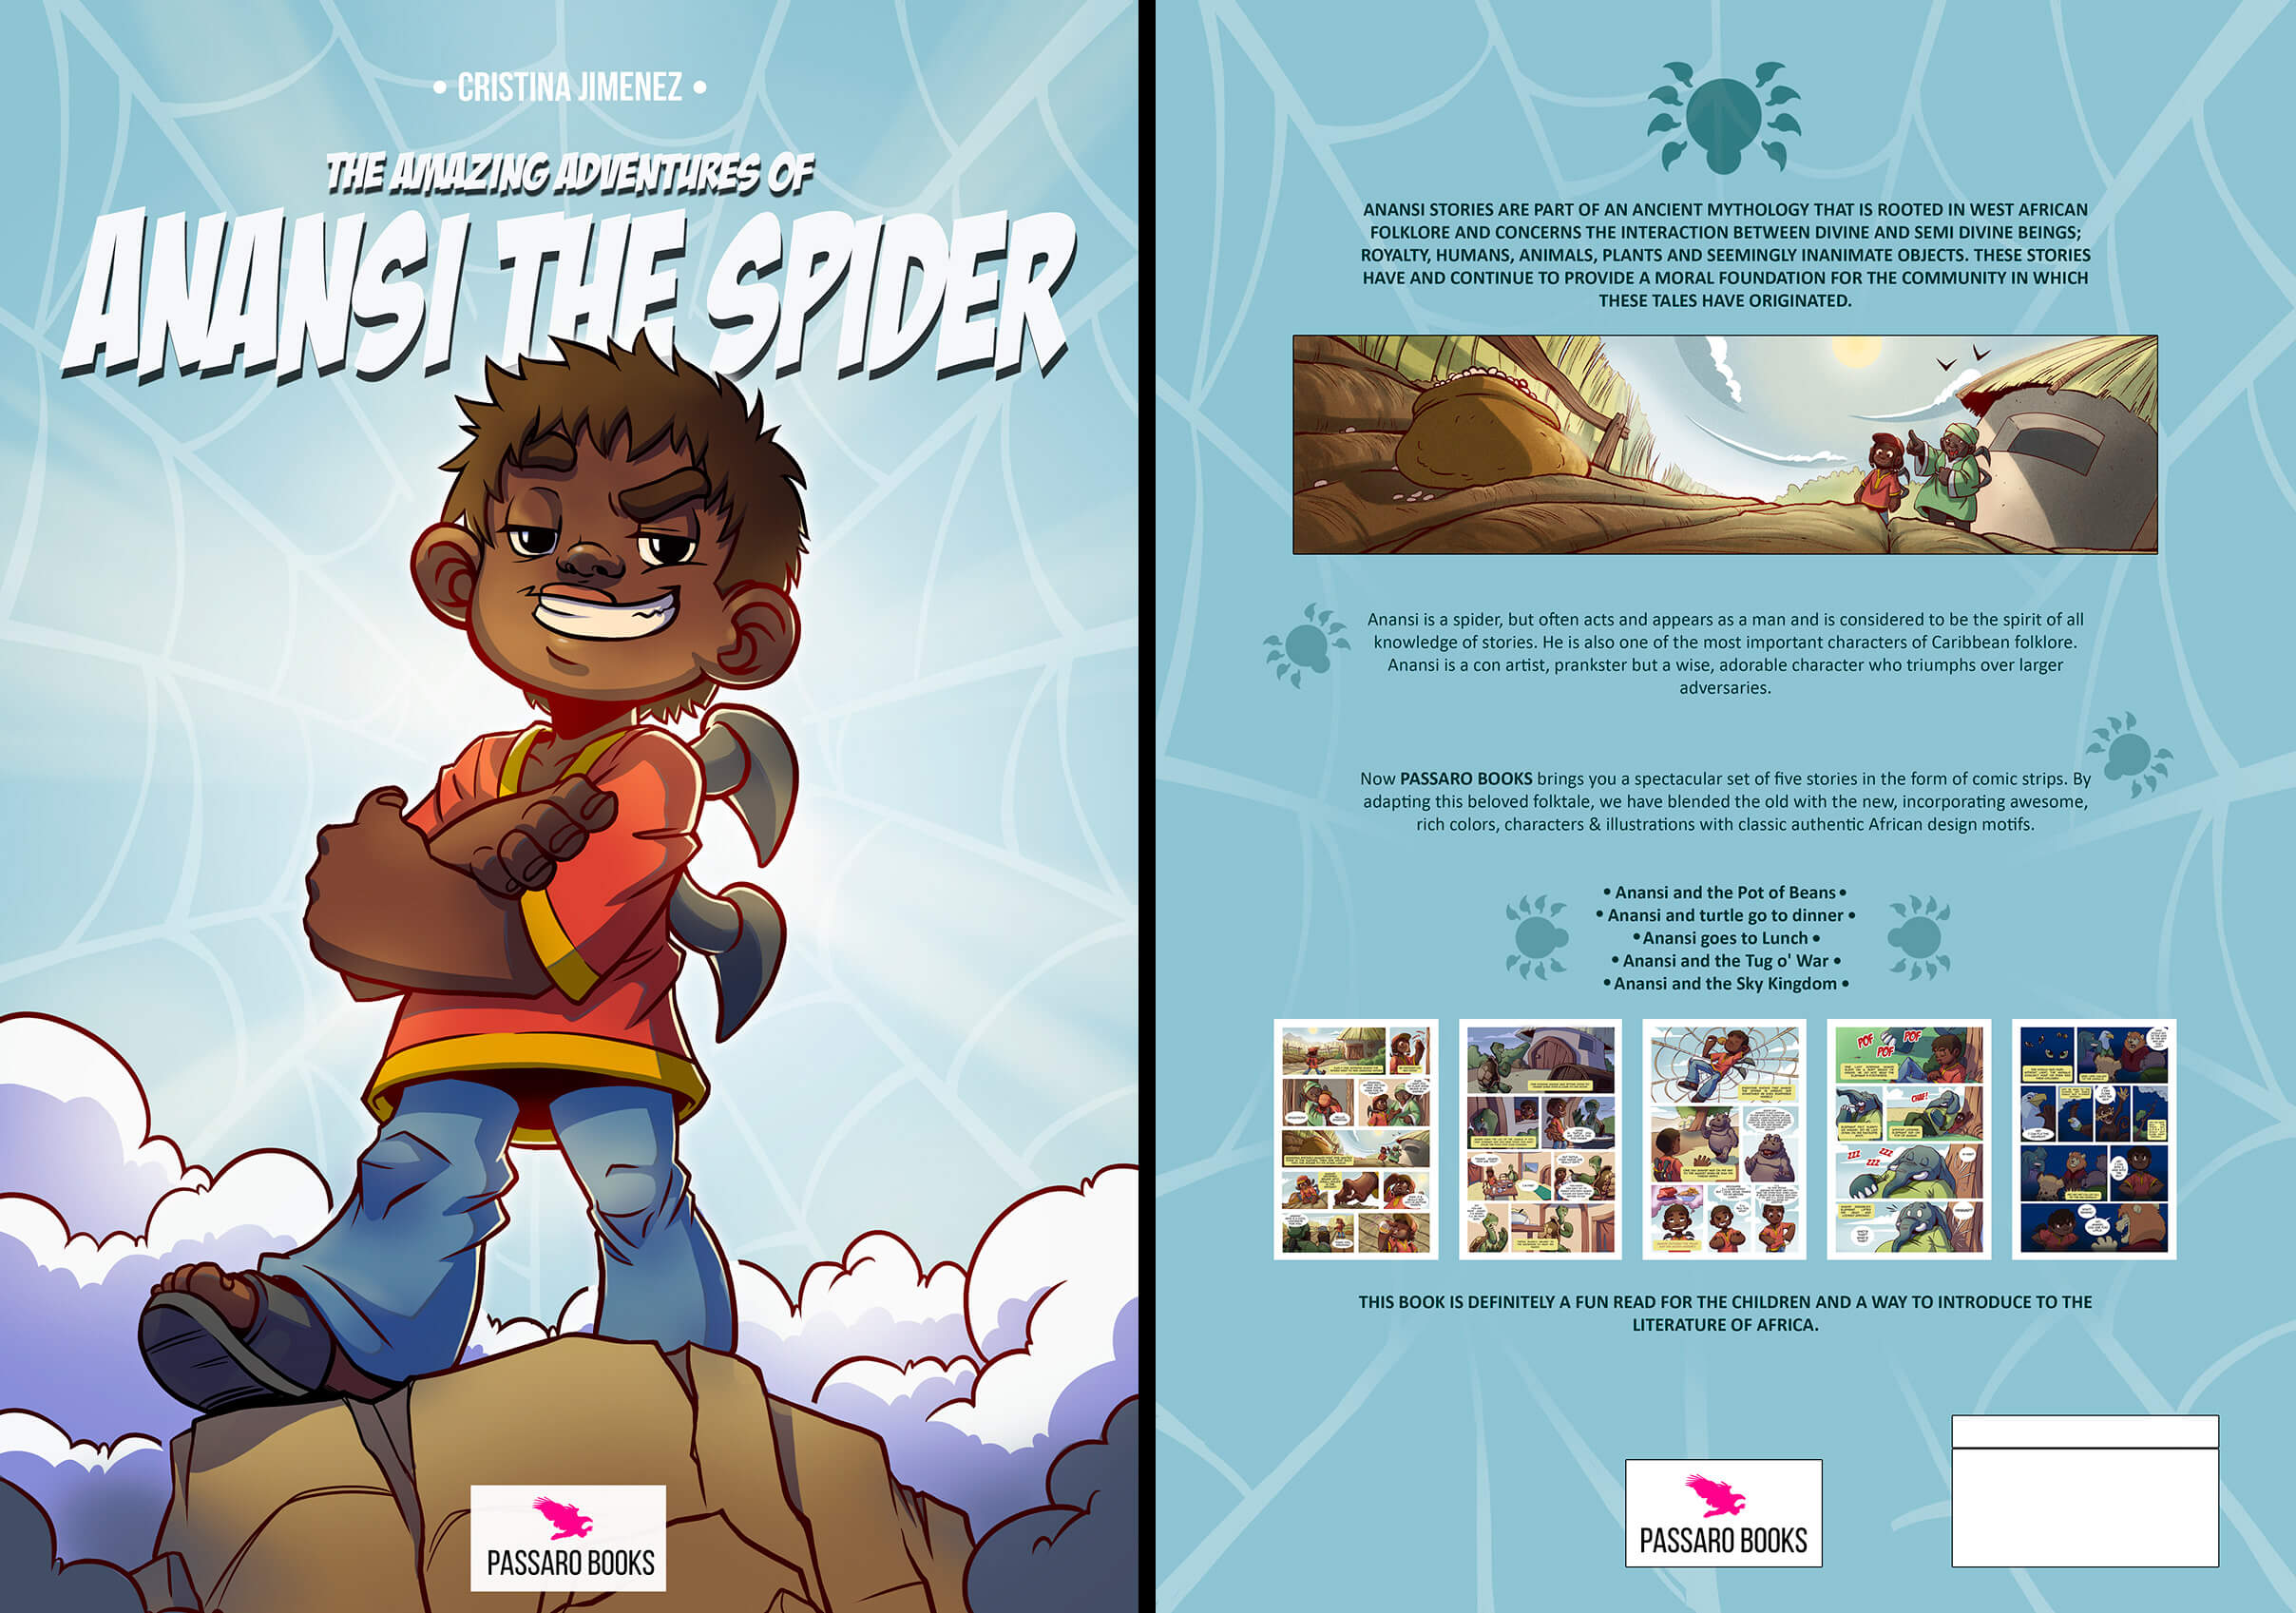 • CRISTINA JIMENEZ •
THE AMAZING ADVENTURES OF
ANANSI THE SPIDER
PASSARO BOOKS
ANANSI STORIES ARE PART OF AN ANCIENT MYTHOLOGY THAT IS ROOTED IN WEST AFRICAN
FOLKLORE AND CONCERNS THE INTERACTION BETWEEN DIVINE AND SEMI DIVINE BEINGS;
ROYALTY, HUMANS, ANIMALS, PLANTS AND SEEMINGLY INANIMATE OBJECTS. THESE STORIES
HAVE AND CONTINUE TO PROVIDE A MORAL FOUNDATION FOR THE COMMUNITY IN WHICH
THESE TALES HAVE ORIGINATED.
Anansi is a spider, but often acts and appears as a man and is considered to be the spirit of all
knowledge of stories. He is also one of the most important characters of Caribbean folklore.
Anansi is a con artist, prankster but a wise, adorable character who triumphs over larger
adversaries.
Now PASSARO BOOKS brings you a spectacular set of five stories in the form of comic strips. By
adapting this beloved folktale, we have blended the old with the new, incorporating awesome,
rich colors, characters & illustrations with classic authentic African design motifs.
• Anansi and the Pot of Beans •
• Anansi and turtle go to dinner •
• Anansi goes to Lunch •
• Anansi and the Tug o' War •
• Anansi and the Sky Kingdom •
POF
POF
POF
CHAF!
ZZZ
ZZZ
ZZZ
THIS BOOK IS DEFINITELY A FUN READ FOR THE CHILDREN AND A WAY TO INTRODUCE TO THE
LITERATURE OF AFRICA.
PASSARO BOOKS